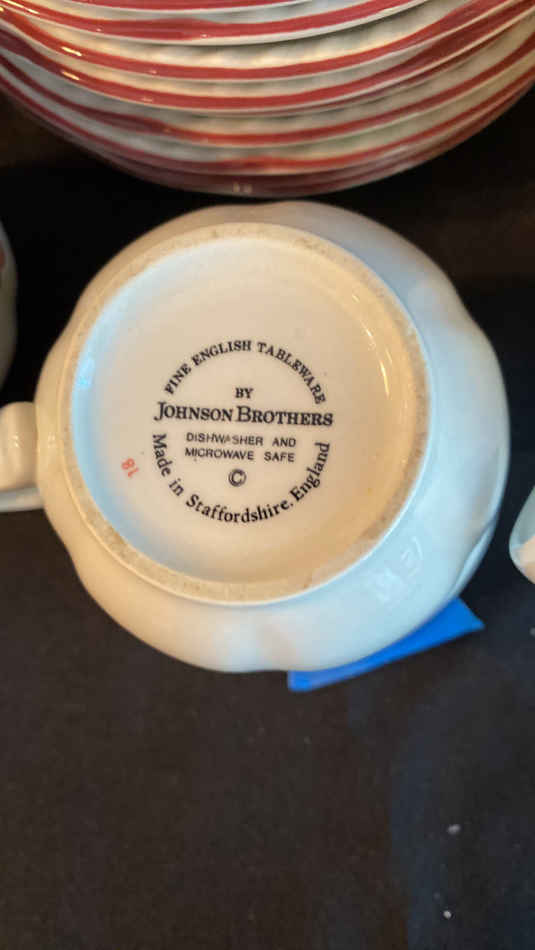 FINE ENGLISH TABLEWARE
BY
JOHNSON BROTHERS
DISHWASHER AND
MICROWAVE SAFE
©
Made in Staffordshire. England
18